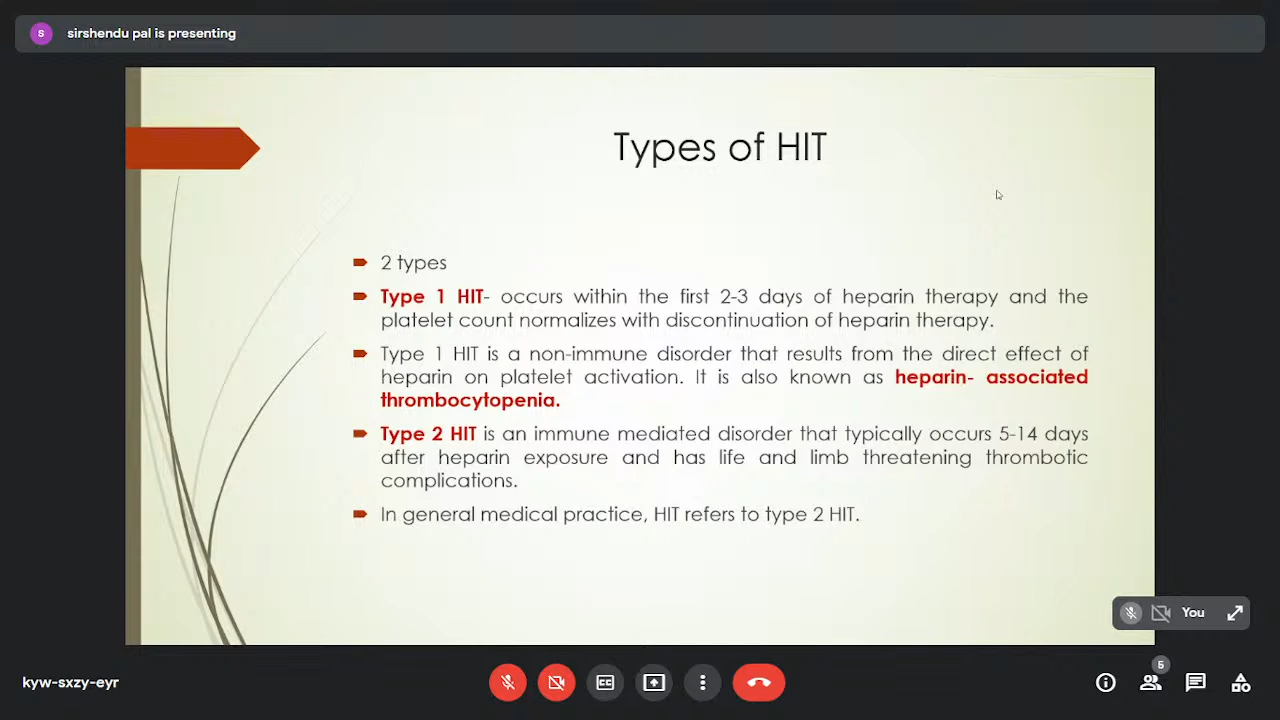 S
sirshendu pal is presenting
Types of HIT
2 types
Type 1 HIT- occurs within the first 2-3 days of heparin therapy and the
platelet count normalizes with discontinuation of heparin therapy.
Type 1 HIT is a non-immune disorder that results from the direct effect of
heparin on platelet activation. It is also known as heparin- associated
thrombocytopenia.
Type 2 HIT is an immune mediated disorder that typically occurs 5-14 days
after heparin exposure and has life and limb threatening thrombotic
complications.
In general medical practice, HIT refers to type 2 HIT.
You
kyw-sxzy-eyr
CC
5